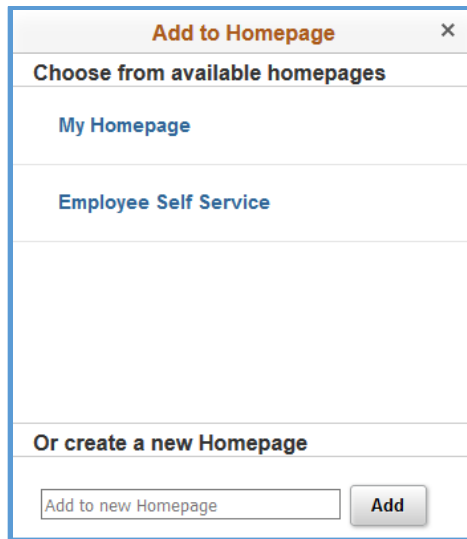 Add to Homepage ×
Choose from available homepages
My Homepage
Employee Self Service
Or create a new Homepage
Add to new Homepage Add